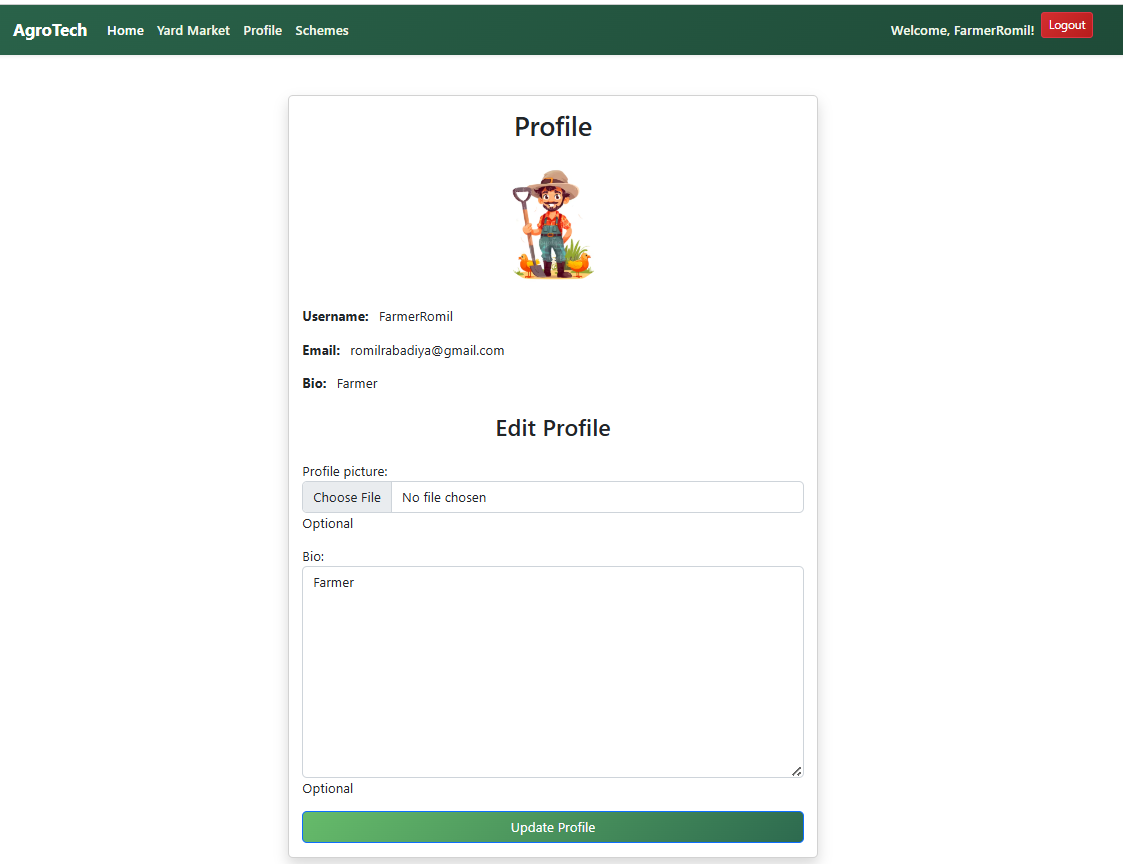 AgroTech Home Yard Market Profile Schemes Welcome, FarmerRomil! Logout
Profile
Username: FarmerRomil
Email: romilrabadiya@gmail.com
Bio: Farmer
Edit Profile
Profile picture:
Choose File No file chosen
Optional
Bio:
Farmer
Optional
Update Profile